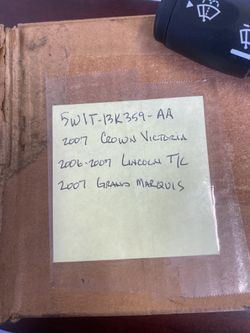 5W1T-13K359-AA
2007 CROWN VICTORIA
2006-2007 LINCOLN T/C
2007 GRAND MARQUIS